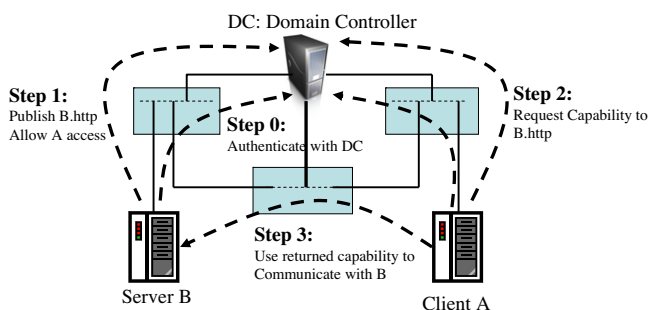 DC: Domain Controller
Step 1:
Publish B.http
Allow A access
Step 2:
Request Capability to
B.http
Step 0:
Authenticate with DC
Step 3:
Use returned capability to
Communicate with B
Server B
Client A